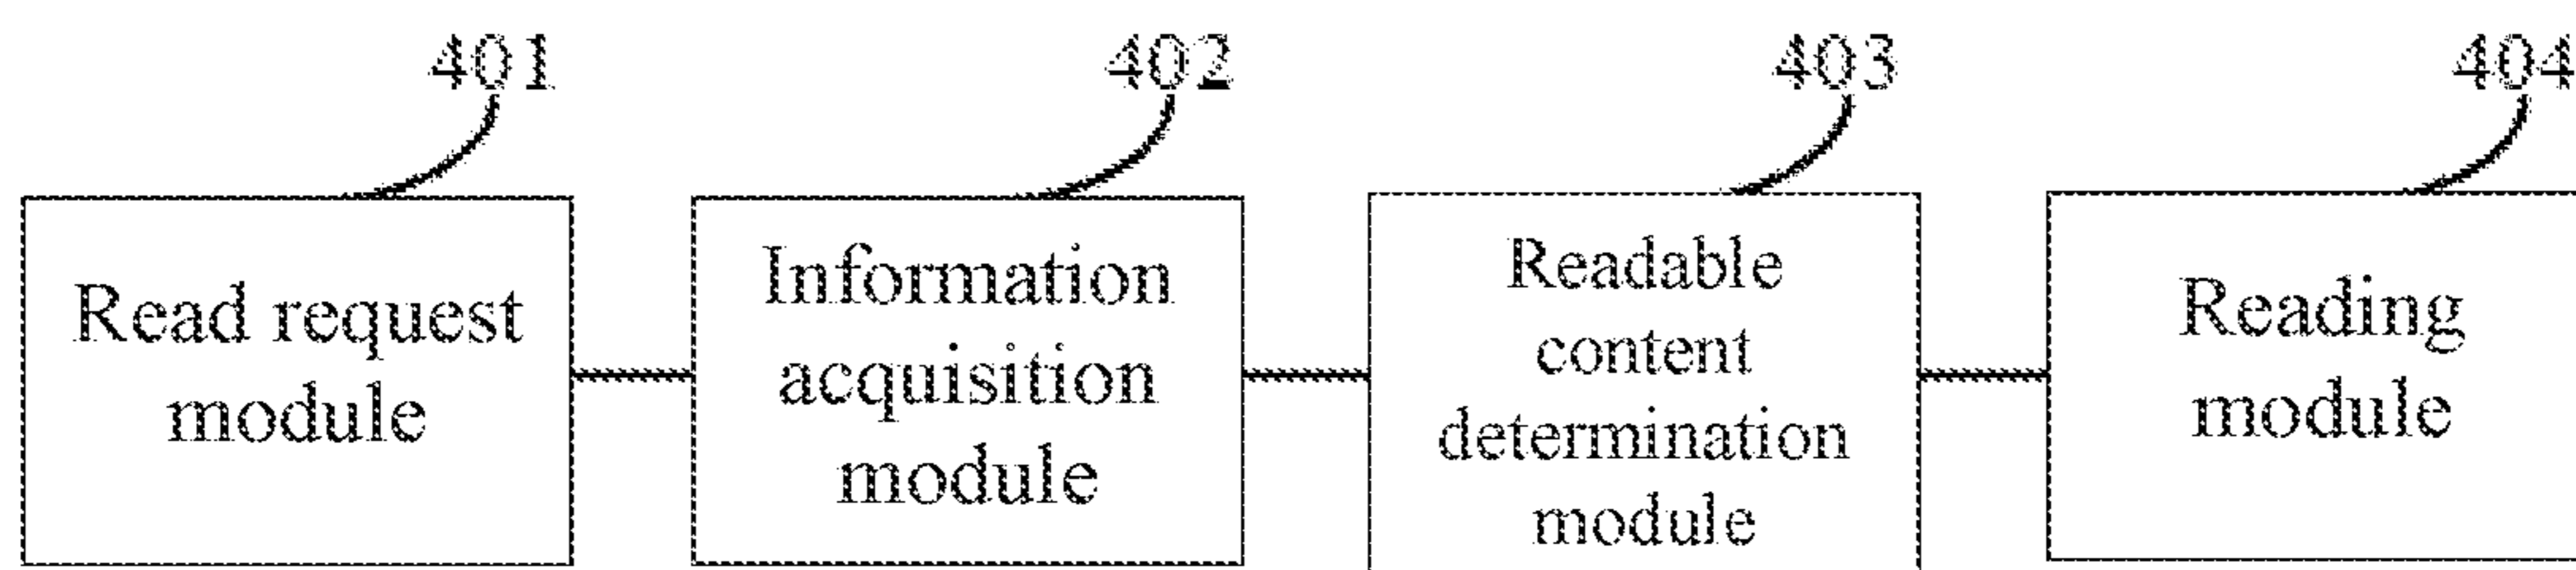 401
402
403
404
Read request
module
Information
acquisition
module
Readable
content
determination
module
Reading
module